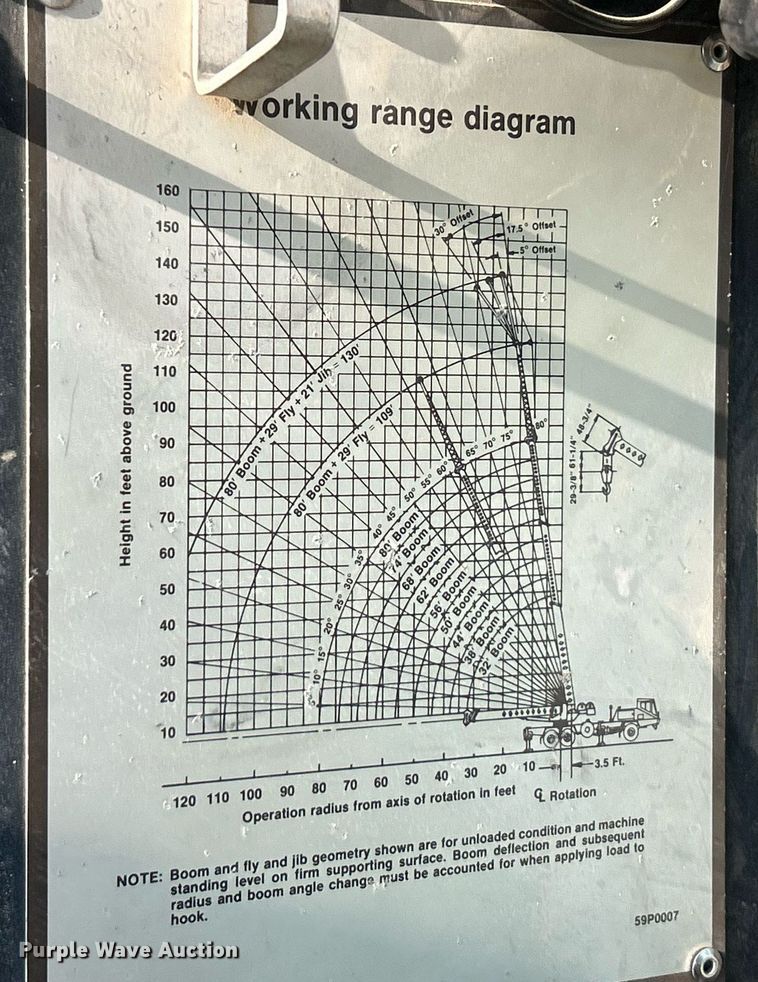 Working range diagram
160
150
140
130
120
110
100
90
80
70
60
50
40
30
20
10
Height in feet above ground
30° Offset
17.5° Offset
5° Offset
80' Boom + 29' Fly + 21' Jib = 130'
80' Boom + 29' Fly = 109'
80°
75°
70°
65°
60°
55°
50°
45°
40°
35°
30°
25°
20°
15°
10°
5°
80' Boom
74' Boom
68' Boom
62' Boom
56' Boom
50' Boom
44' Boom
38' Boom
32' Boom
48-3/4"
29-3/8" 61-1/4"
120 110 100 90 80 70 60 50 40 30 20 10
3.5 Ft.
Operation radius from axis of rotation in feet
℄ Rotation
NOTE: Boom and fly and jib geometry shown are for unloaded condition and machine
standing level on firm supporting surface. Boom deflection and subsequent
radius and boom angle change must be accounted for when applying load to
hook.
59P0007
Purple Wave Auction